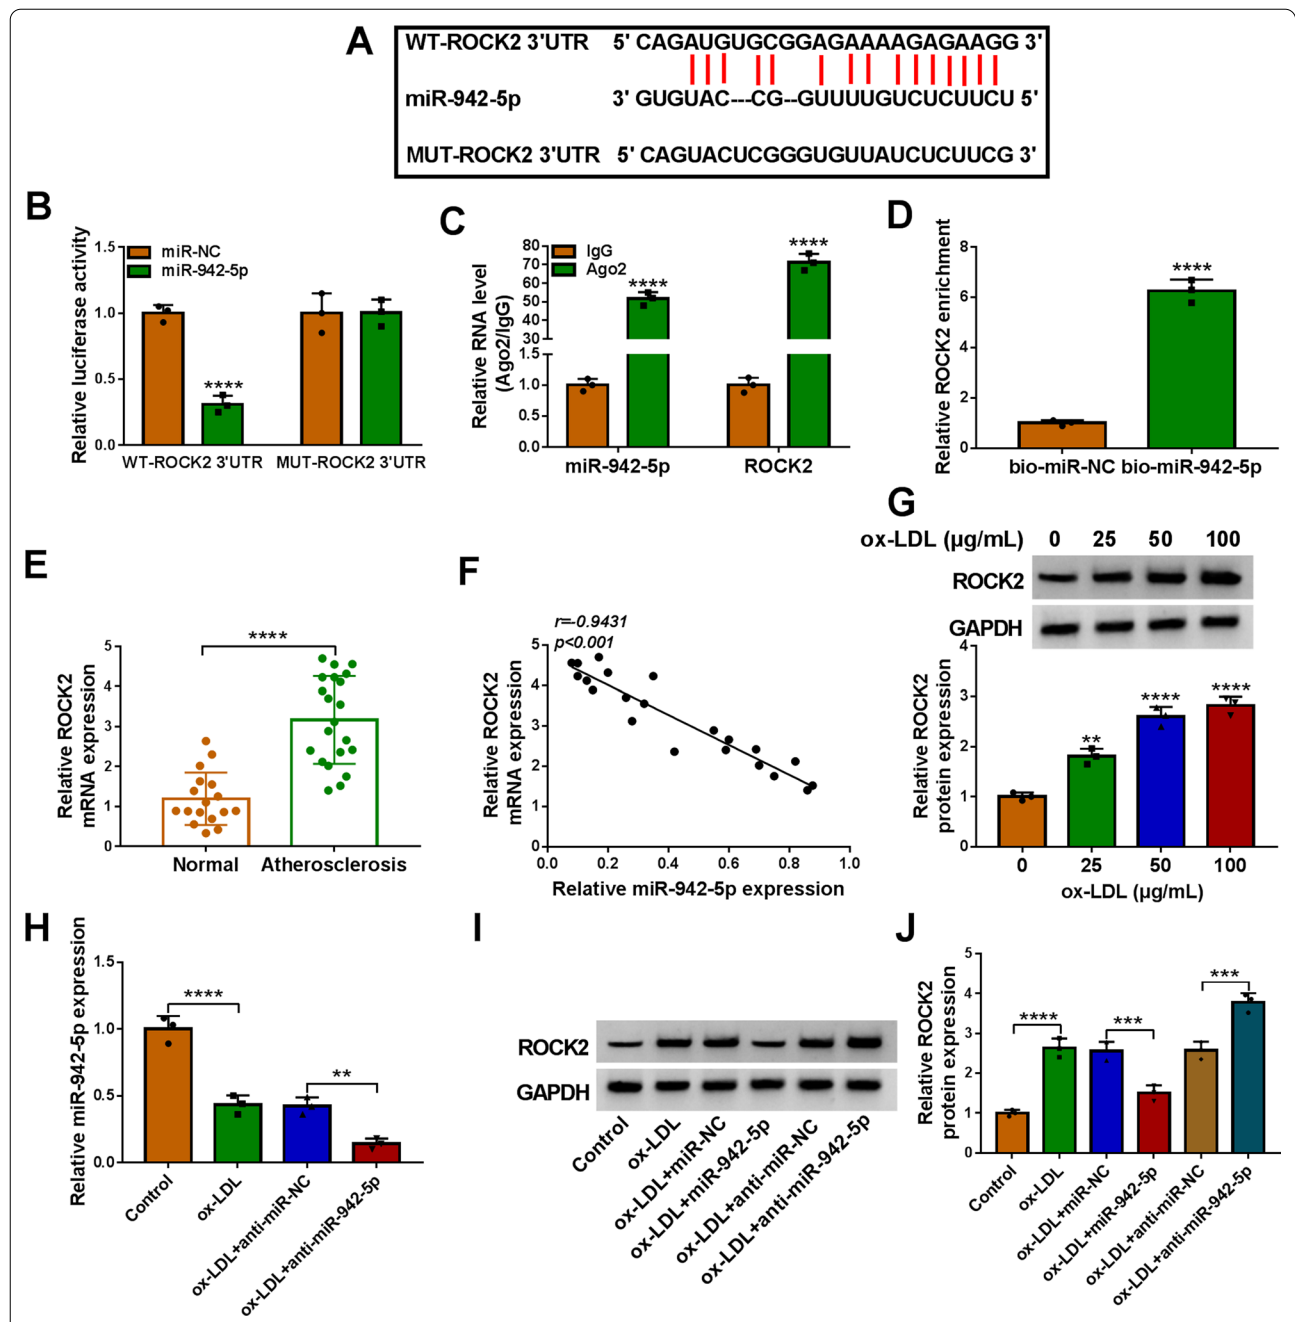 A
WT-ROCK2 3'UTR 5' CAGAUGUGCGGAGAAAAGAGAAGG 3'
miR-942-5p 3' GUGUAC---CG--GUUUUGUCUCUUCU 5'
MUT-ROCK2 3'UTR 5' CAGUACUCGGGUGUUAUCUCUUCG 3'
B
Relative luciferase activity
miR-NC
miR-942-5p
1.5
1.0
0.5
0.0
****
WT-ROCK2 3'UTR MUT-ROCK2 3'UTR
C
Relative RNA level
(Ago2/IgG)
IgG
Ago2
80
70
60
50
40
30
1.5
1.0
0.5
0.0
**** ****
miR-942-5p ROCK2
D
Relative ROCK2 enrichment
8
6
4
2
0
****
bio-miR-NC bio-miR-942-5p
E
Relative ROCK2
mRNA expression
5
4
3
2
1
0
****
Normal Atherosclerosis
F
r=-0.9431
p<0.001
Relative ROCK2
mRNA expression
5
4
3
2
1
0
0.0 0.2 0.4 0.6 0.8 1.0
Relative miR-942-5p expression
G
ox-LDL (µg/mL) 0 25 50 100
ROCK2
GAPDH
Relative ROCK2
protein expression
4
3
2
1
0
** **** ****
0 25 50 100
ox-LDL (µg/mL)
H
Relative miR-942-5p expression
1.5
1.0
0.5
0.0
**** **
Control
ox-LDL
ox-LDL+anti-miR-NC
ox-LDL+anti-miR-942-5p
I
ROCK2
GAPDH
Control
ox-LDL
ox-LDL+miR-NC
ox-LDL+miR-942-5p
ox-LDL+anti-miR-NC
ox-LDL+anti-miR-942-5p
J
Relative ROCK2
protein expression
5
4
3
2
1
0
**** *** ***
Control
ox-LDL
ox-LDL+miR-NC
ox-LDL+miR-942-5p
ox-LDL+anti-miR-NC
ox-LDL+anti-miR-942-5p